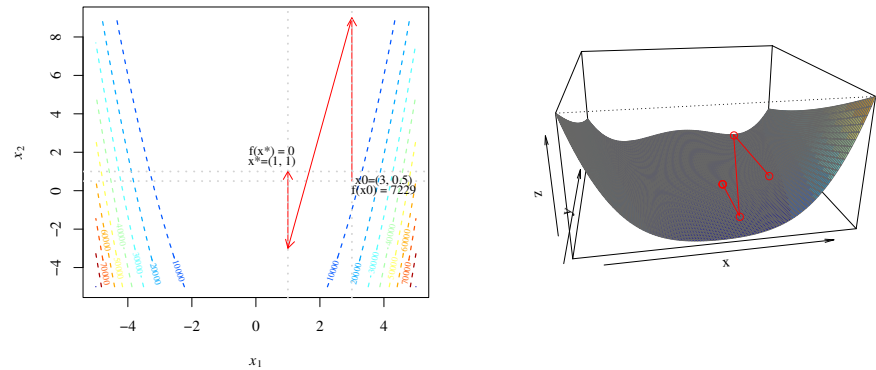 8
6
4
2
0
−2
−4
x2
f(x*) = 0
x*=(1, 1)
x0=(3, 0.5)
f(x0) = 7229
10000
20000
10000
20000
70000
−4
−2
0
2
4
x1
z
y
x